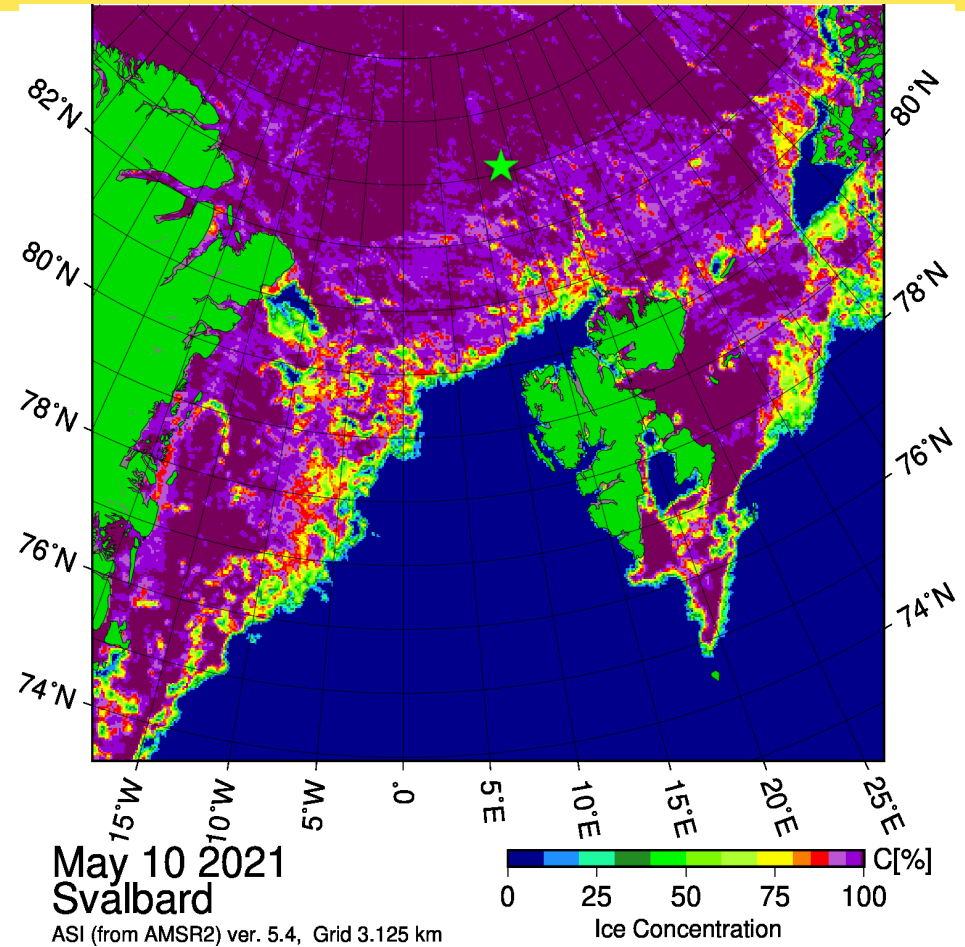 82°N
80°N
78°N
76°N
74°N
80°N
78°N
76°N
74°N
15°W
10°W
5°W
0
5°E
10°E
15°E
20°E
25°E
May 10 2021
Svalbard
ASI (from AMSR2) ver. 5.4, Grid 3.125 km
C[%]
0 25 50 75 100
Ice Concentration